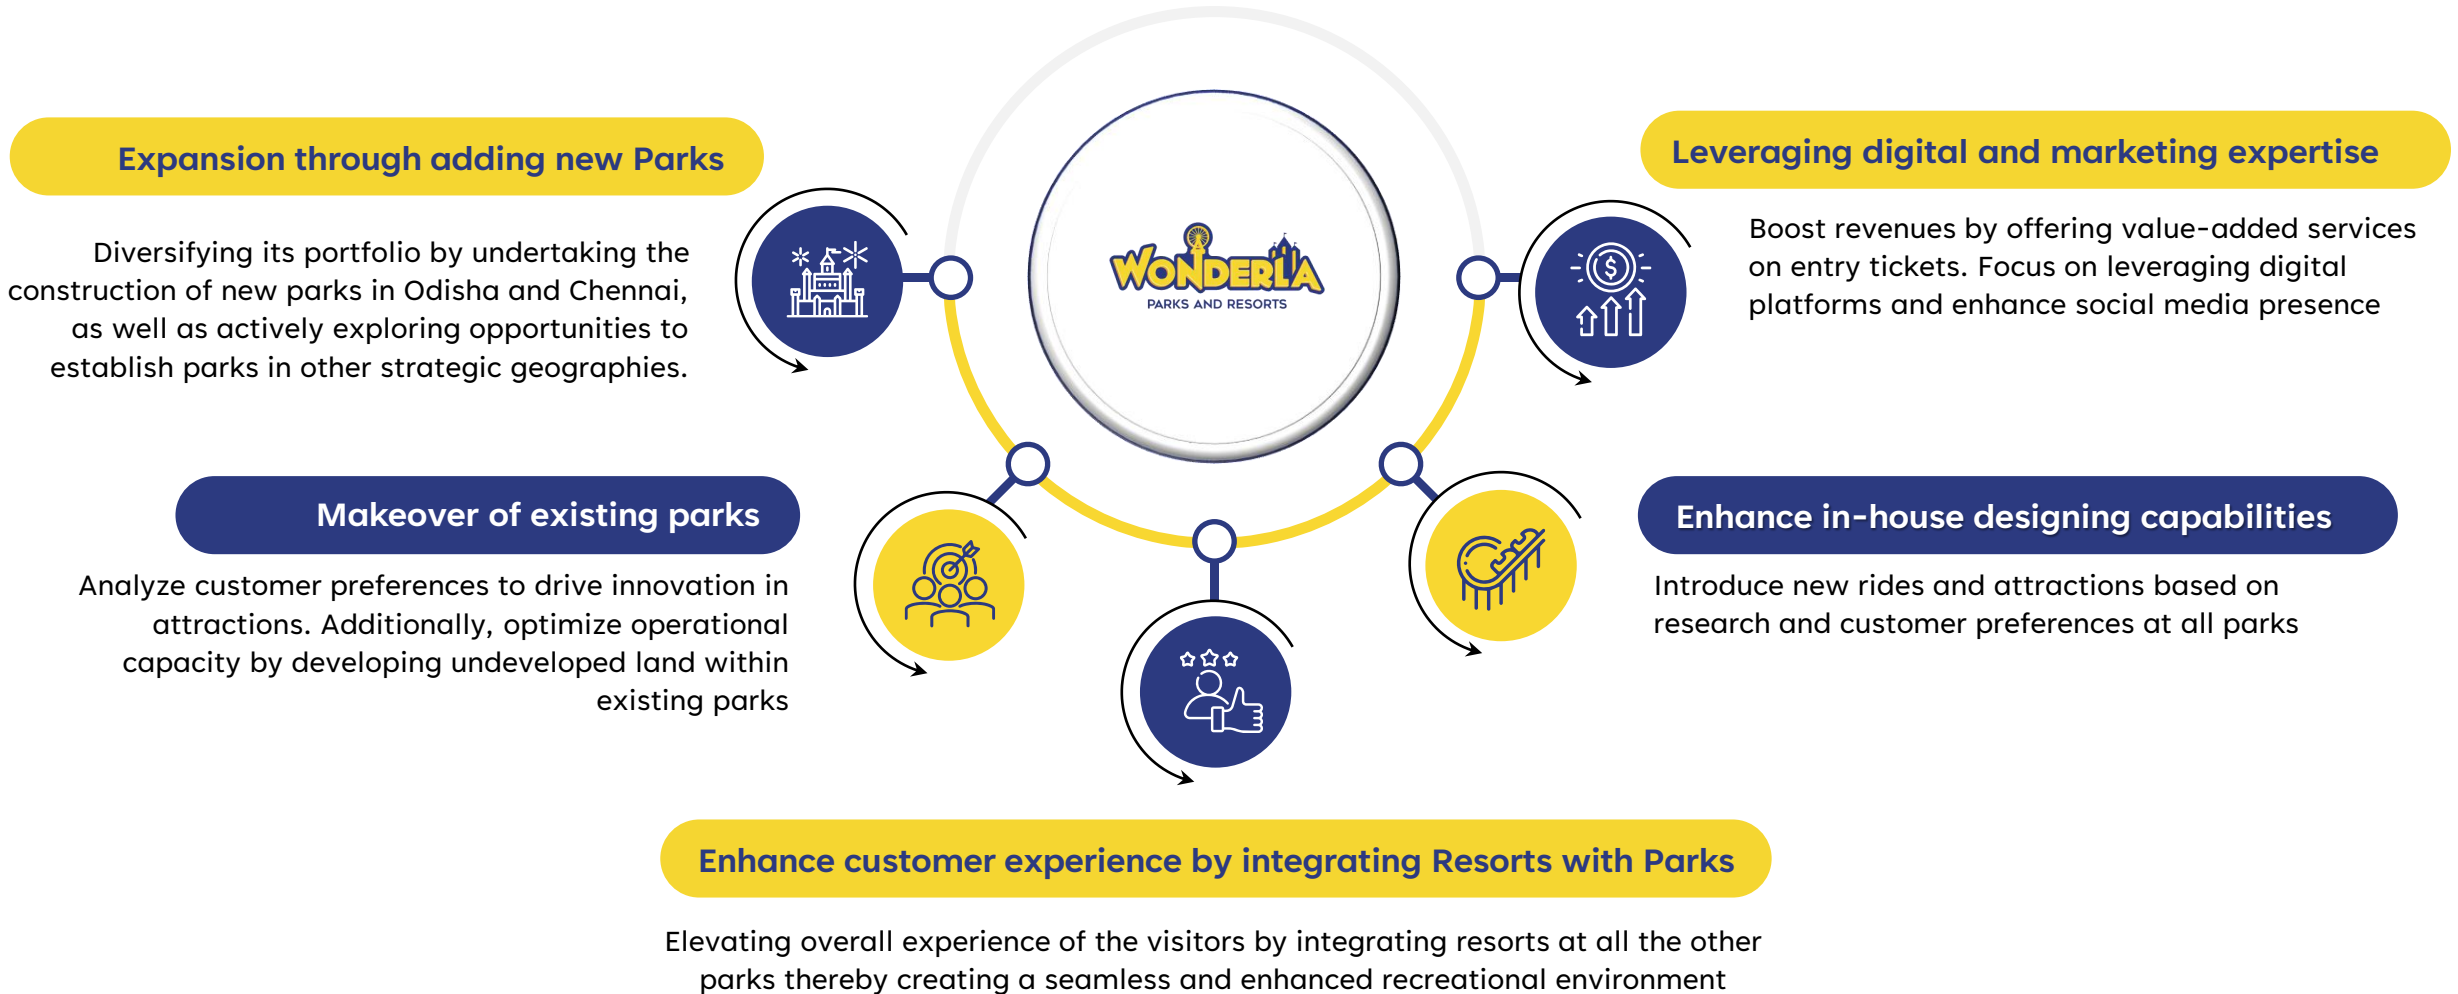 Expansion through adding new Parks
Diversifying its portfolio by undertaking the
construction of new parks in Odisha and Chennai,
as well as actively exploring opportunities to
establish parks in other strategic geographies.
Makeover of existing parks
Analyze customer preferences to drive innovation in
attractions. Additionally, optimize operational
capacity by developing undeveloped land within
existing parks
WONDERLA
PARKS AND RESORTS
Enhance customer experience by integrating Resorts with Parks
Elevating overall experience of the visitors by integrating resorts at all the other
parks thereby creating a seamless and enhanced recreational environment
Leveraging digital and marketing expertise
Boost revenues by offering value-added services
on entry tickets. Focus on leveraging digital
platforms and enhance social media presence
$
Enhance in-house designing capabilities
Introduce new rides and attractions based on
research and customer preferences at all parks